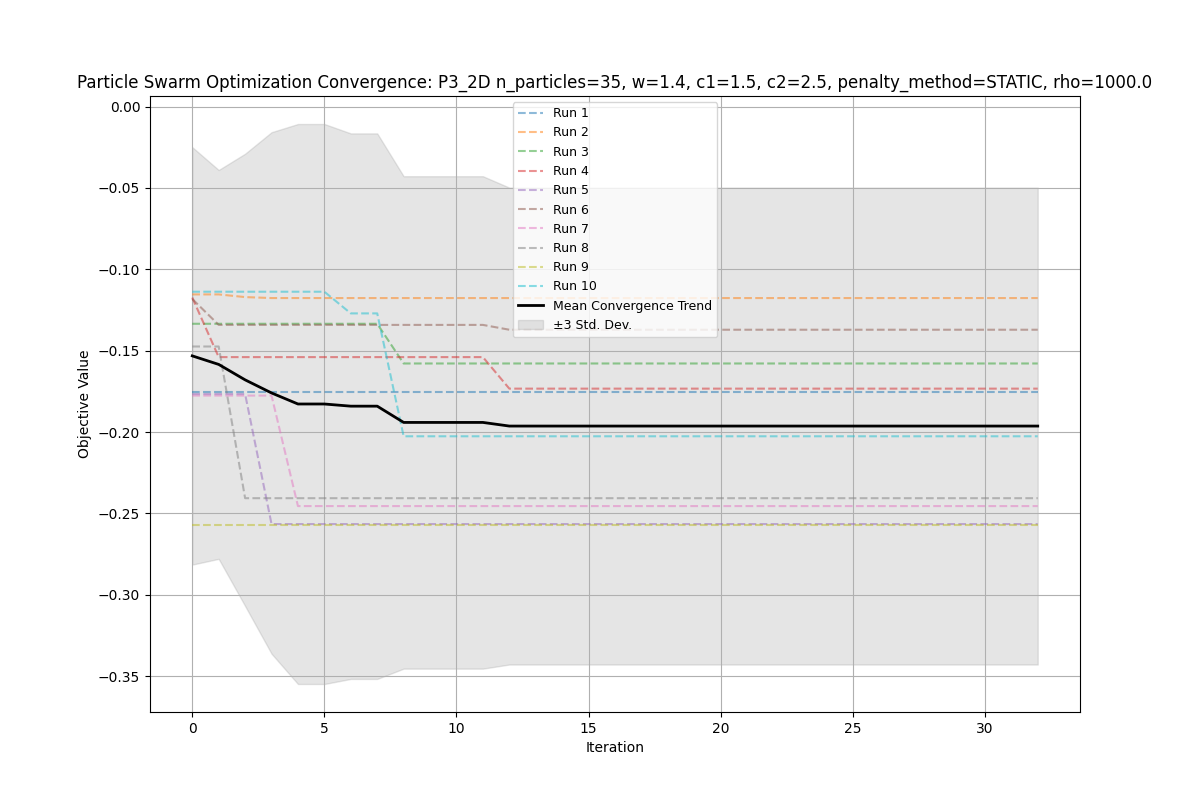 Particle Swarm Optimization Convergence: P3_2D n_particles=35, w=1.4, c1=1.5, c2=2.5, penalty_method=STATIC, rho=1000.0
Objective Value
0.00
−0.05
−0.10
−0.15
−0.20
−0.25
−0.30
−0.35
Run 1
Run 2
Run 3
Run 4
Run 5
Run 6
Run 7
Run 8
Run 9
Run 10
Mean Convergence Trend
±3 Std. Dev.
0 5 10 15 20 25 30
Iteration